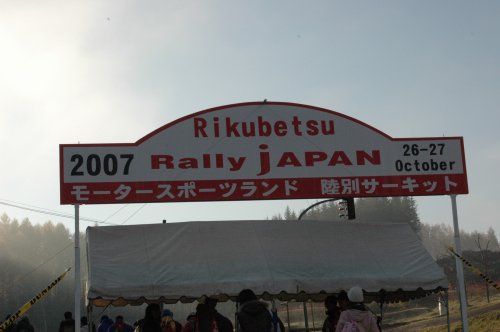 Rikubetsu
2007 Rally jAPAN 26-27 October
モータースポーツランド 陸別サーキット
DUNLOP